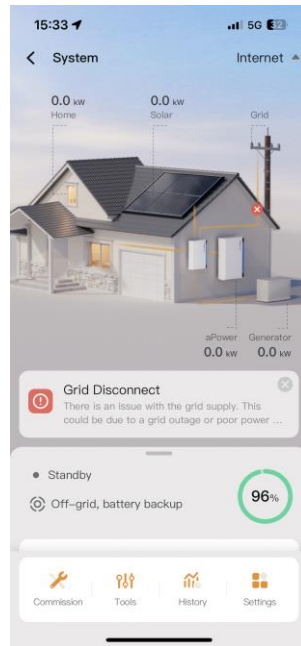 15:33
5G 32
System
Internet
0.0 kW
Home
0.0 kW
Solar
Grid
aPower
0.0 kW
Generator
0.0 kW
Grid Disconnect
There is an issue with the grid supply. This
could be due to a grid outage or poor power ...
Standby
Off-grid, battery backup
96%
Commission
Tools
History
Settings